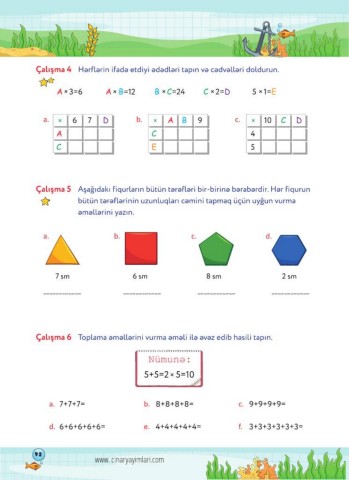 Çalışma 4 Hərflərin ifadə etdiyi ədədləri tapın və cədvəlləri doldurun.
A × 3=6 A × B=12 B × C=24 C × 2=D 5 × 1=E
a. × 6 7 D b. × A B 9 c. × 10 C D
A C 4
C E 5
Çalışma 5 Aşağıdakı fiqurların bütün tərəfləri bir-birinə bərabərdir. Hər fiqurun
bütün tərəflərinin uzunluqları cəmini tapmaq üçün uyğun vurma
əməllərini yazın.
a. b. c. d.
7 sm 6 sm 8 sm 2 sm
Çalışma 6 Toplama əməllərini vurma əməli ilə əvəz edib hasili tapın.
Nümunə:
5+5=2 × 5=10
a. 7+7+7= b. 8+8+8+8= c. 9+9+9+9=
d. 6+6+6+6+6= e. 4+4+4+4+4= f. 3+3+3+3+3+3=
92
www.cinaryayimlari.com